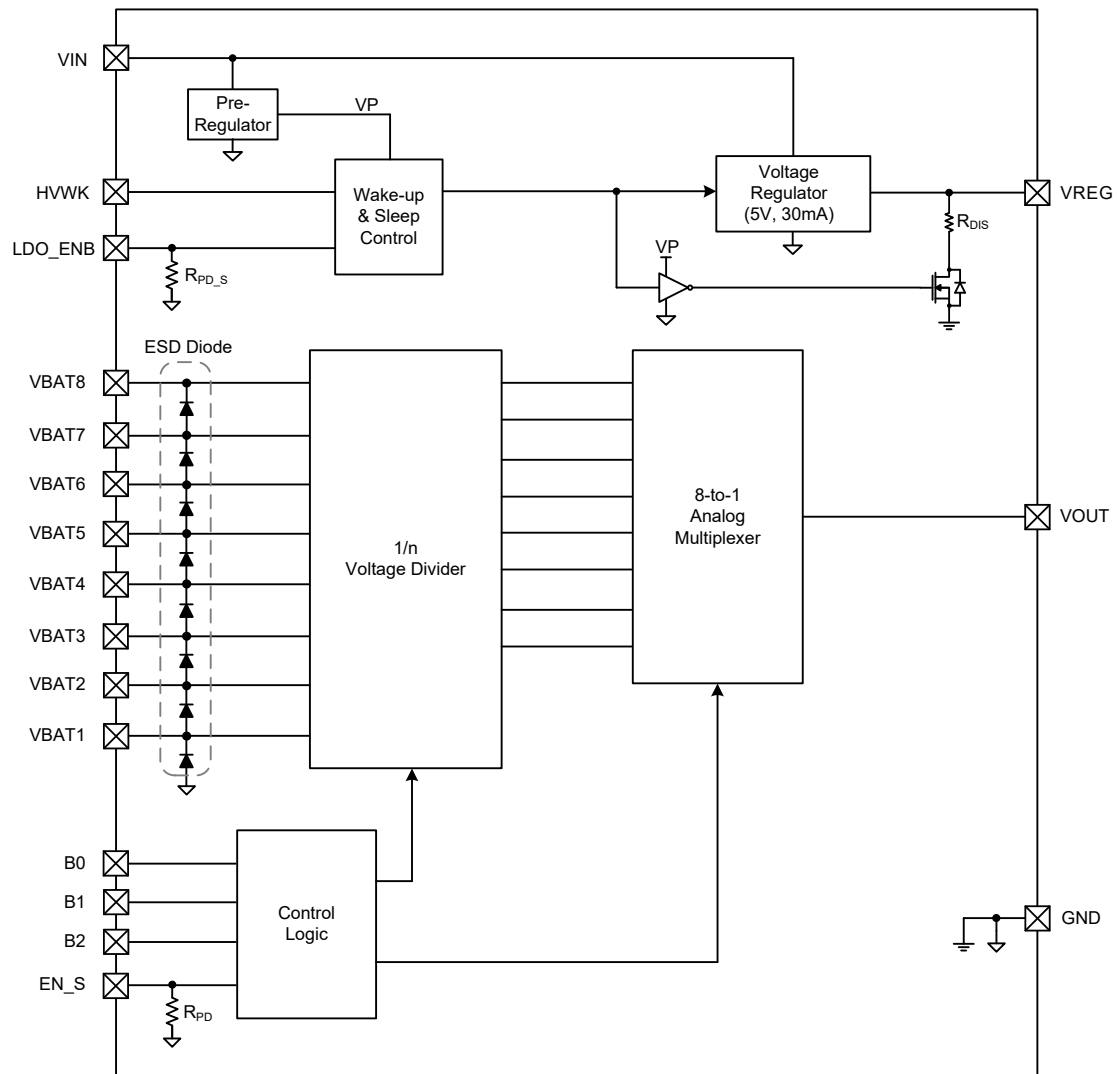 VIN
Pre-
Regulator
VP
HVWK
Wake-up
& Sleep
Control
Voltage
Regulator
(5V, 30mA)
VREG
LDO_ENB
RPD_S
VP
RDIS
ESD Diode
VBAT8
VBAT7
VBAT6
VBAT5
VBAT4
VBAT3
VBAT2
VBAT1
1/n
Voltage Divider
8-to-1
Analog
Multiplexer
VOUT
B0
B1
B2
EN_S
Control
Logic
RPD
GND